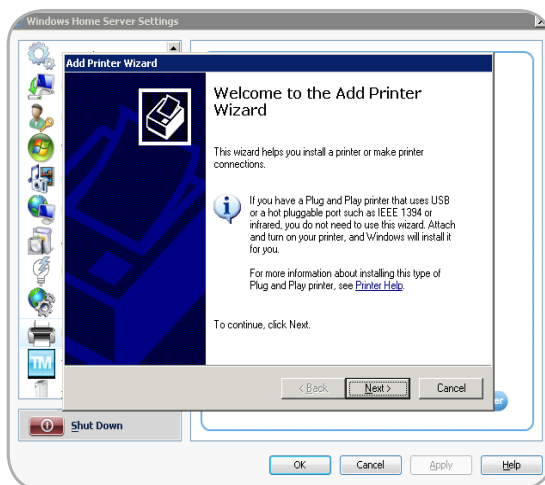 Windows Home Server Settings
Add Printer Wizard
Welcome to the Add Printer
Wizard
This wizard helps you install a printer or make printer
connections.
If you have a Plug and Play printer that uses USB
or a hot pluggable port such as IEEE 1394 or
infrared, you do not need to use this wizard. Attach
and turn on your printer, and Windows will install it
for you.
For more information about installing this type of
Plug and Play printer, see Printer Help.
To continue, click Next.
< Back
Next >
Cancel
TM
er
Shut Down
OK
Cancel
Apply
Help